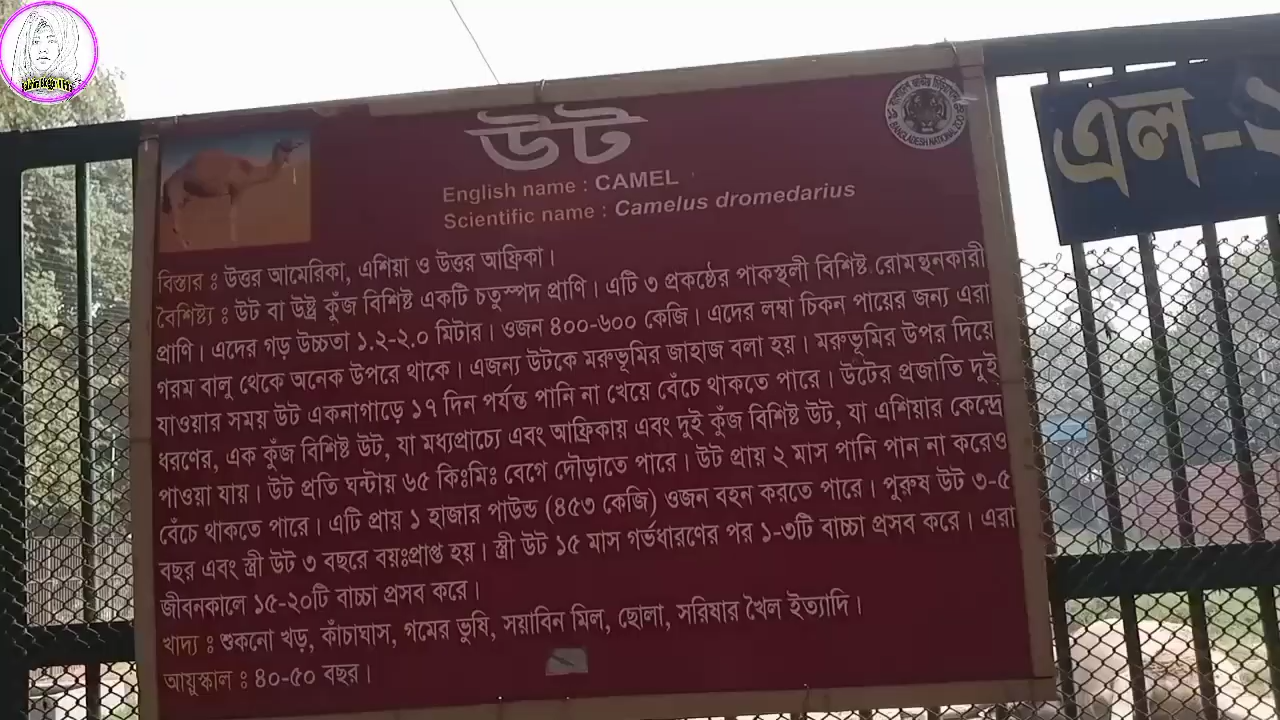 উট
English name : CAMEL
Scientific name : Camelus dromedarius
BANGLADESH NATIONAL ZOO
এল-২
বিস্তার ঃ উত্তর আমেরিকা, এশিয়া ও উত্তর আফ্রিকা।
বৈশিষ্ট্য ঃ উট বা উষ্ট্র কুঁজ বিশিষ্ট একটি চতুস্পদ প্রাণি। এটি ৩ প্রকষ্ঠের পাকস্থলী বিশিষ্ট রোমন্থনকারী
প্রাণি। এদের গড় উচ্চতা ১.২-২.০ মিটার। ওজন ৪০০-৬০০ কেজি। এদের লম্বা চিকন পায়ের জন্য এরা
গরম বালু থেকে অনেক উপরে থাকে। এজন্য উটকে মরুভূমির জাহাজ বলা হয়। মরুভূমির উপর দিয়ে
যাওয়ার সময় উট একনাগাড়ে ১৭ দিন পর্যন্ত পানি না খেয়ে বেঁচে থাকতে পারে। উটের প্রজাতি দুই
ধরণের, এক কুঁজ বিশিষ্ট উট, যা মধ্যপ্রাচ্যে এবং আফ্রিকায় এবং দুই কুঁজ বিশিষ্ট উট, যা এশিয়ার কেন্দ্রে
পাওয়া যায়। উট প্রতি ঘন্টায় ৬৫ কিঃমিঃ বেগে দৌড়াতে পারে। উট প্রায় ২ মাস পানি পান না করেও
বেঁচে থাকতে পারে। এটি প্রায় ১ হাজার পাউন্ড (৪৫৩ কেজি) ওজন বহন করতে পারে। পুরুষ উট ৩-৫
বছর এবং স্ত্রী উট ৩ বছরে বয়ঃপ্রাপ্ত হয়। স্ত্রী উট ১৫ মাস গর্ভধারণের পর ১-৩টি বাচ্চা প্রসব করে। এরা
জীবনকালে ১৫-২০টি বাচ্চা প্রসব করে।
খাদ্য ঃ শুকনো খড়, কাঁচাঘাস, গমের ভুষি, সয়াবিন মিল, ছোলা, সরিষার খৈল ইত্যাদি।
আয়ুস্কাল ঃ ৪০-৫০ বছর।